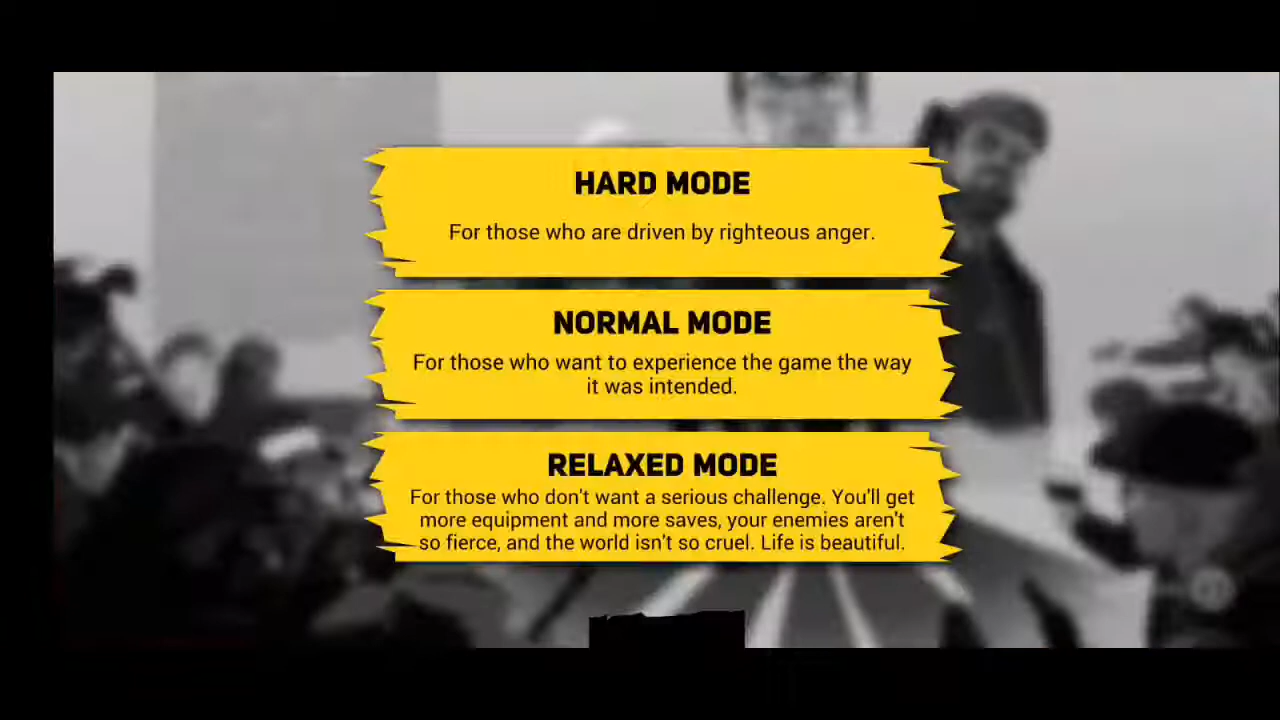 HARD MODE
For those who are driven by righteous anger.
NORMAL MODE
For those who want to experience the game the way
it was intended.
RELAXED MODE
For those who don't want a serious challenge. You'll get
more equipment and more saves, your enemies aren't
so fierce, and the world isn't so cruel. Life is beautiful.